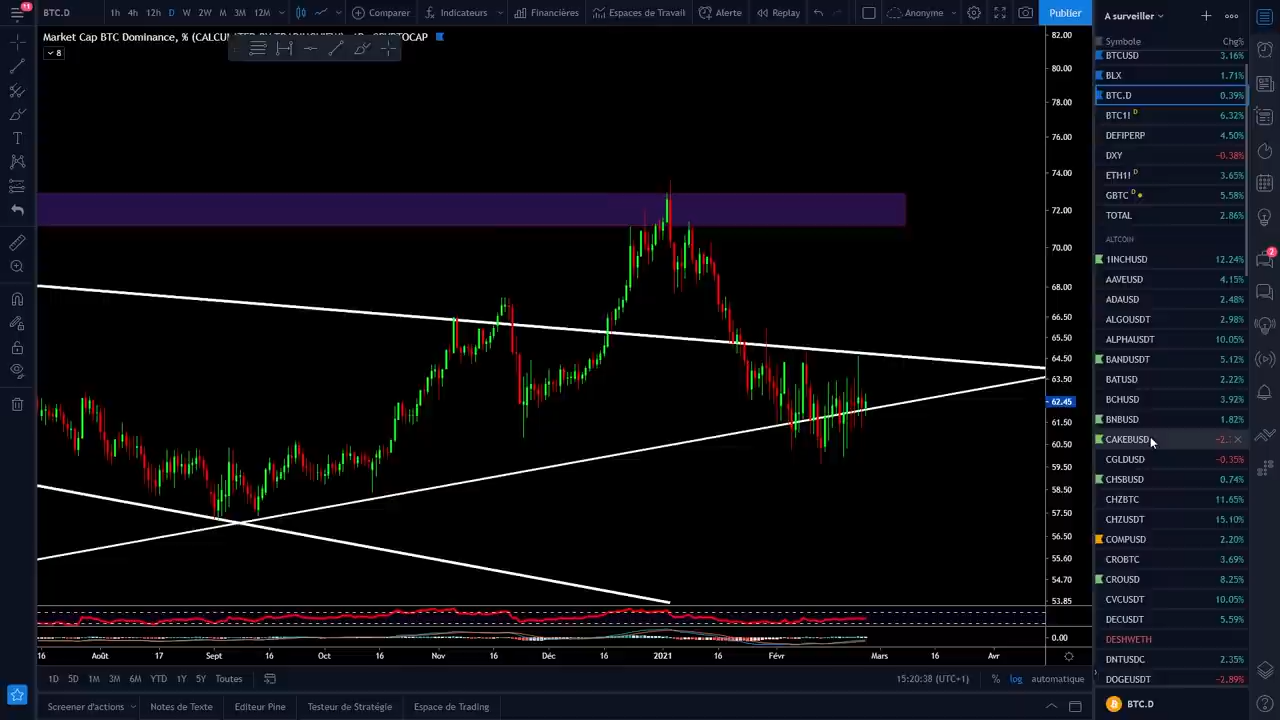 11
BTC.D
1h 4h 12h D W 2W M 3M 12M
Comparer
Indicateurs
Financières
Espaces de Travail
Alerte
Replay
Anonyme
Publier
A surveiller
Market Cap BTC Dominance, % (CALCULATED BY TRADINGVIEW)
CRYPTOCAP
8
Symbole Chg%
BTCUSD 3.16%
BLX 1.71%
BTC.D 0.39%
BTC1! D 6.32%
DEFIPERP 4.50%
DXY −0.38%
ETH1! D 3.65%
GBTC D 5.58%
TOTAL 2.86%
ALTCOIN
1INCHUSD 12.24%
AAVEUSD 4.15%
ADAUSD 2.48%
ALGOUSDT 2.98%
ALPHAUSDT 10.05%
BANDUSDT 5.12%
BATUSD 2.22%
BCHUSD 3.92%
BNBUSD 1.82%
CAKEBUSD −2.
CGLDUSD −0.35%
CHSBUSD 0.74%
CHZBTC 11.65%
CHZUSDT 15.10%
COMPUSD 2.20%
CROBTC 3.69%
CROUSD 8.25%
CVCUSDT 10.05%
DECUSDT 5.59%
DESHWETH
DNTUSDC 2.35%
DOGEUSDT −2.89%
BTC.D
2
82.00
80.00
78.00
76.00
74.00
72.00
70.00
68.00
66.50
65.50
64.50
63.50
62.45
61.50
60.50
59.50
58.50
57.50
56.50
55.60
54.70
53.85
0.00
16 Août 17 Sept 16 Oct 16 Nov 16 Déc 16 2021 16 Févr Mars 16 Avr
1D 5D 1M 3M 6M YTD 1Y 5Y Toutes
15:20:38 (UTC+1)
% log automatique
Screener d'actions
Notes de Texte
Editeur Pine
Testeur de Stratégie
Espace de Trading